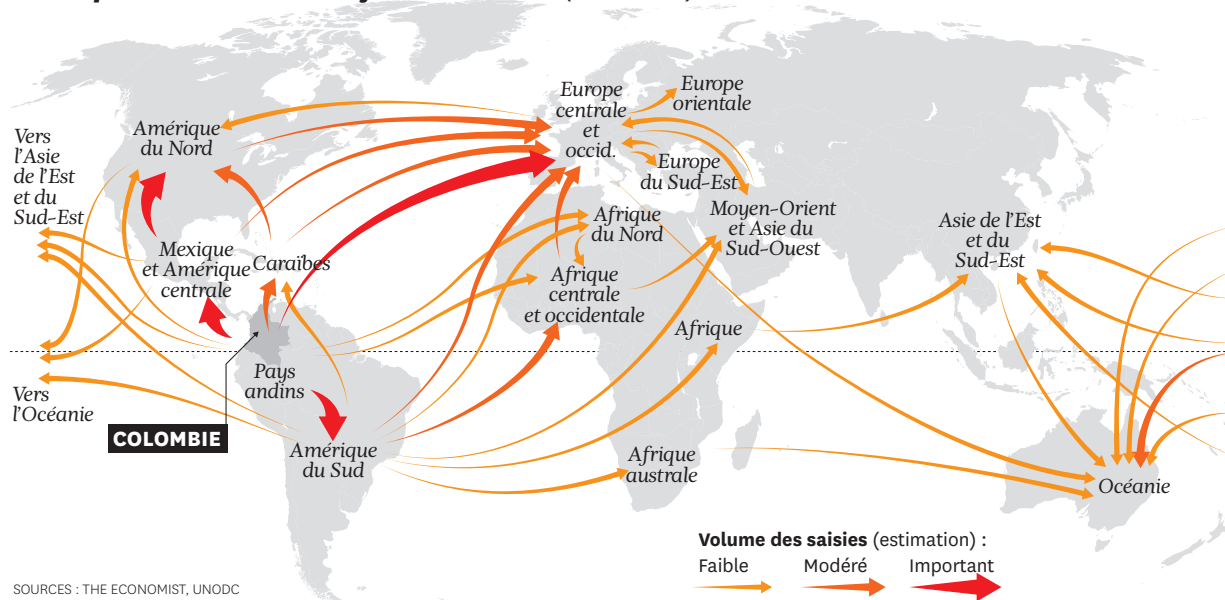 Amérique
du Nord
Europe
centrale
et
occid.
Europe
orientale
Europe
du Sud-Est
Vers
l'Asie
de l'Est
et du
Sud-Est
Mexique
et Amérique
centrale
Caraïbes
Afrique
du Nord
Moyen-Orient
et Asie du
Sud-Ouest
Asie de l'Est
et du
Sud-Est
Afrique
centrale
et occidentale
Afrique
Pays
andins
Vers
l'Océanie
COLOMBIE
Amérique
du Sud
Afrique
australe
Océanie
Volume des saisies (estimation) :
Faible Modéré Important
SOURCES : THE ECONOMIST, UNODC